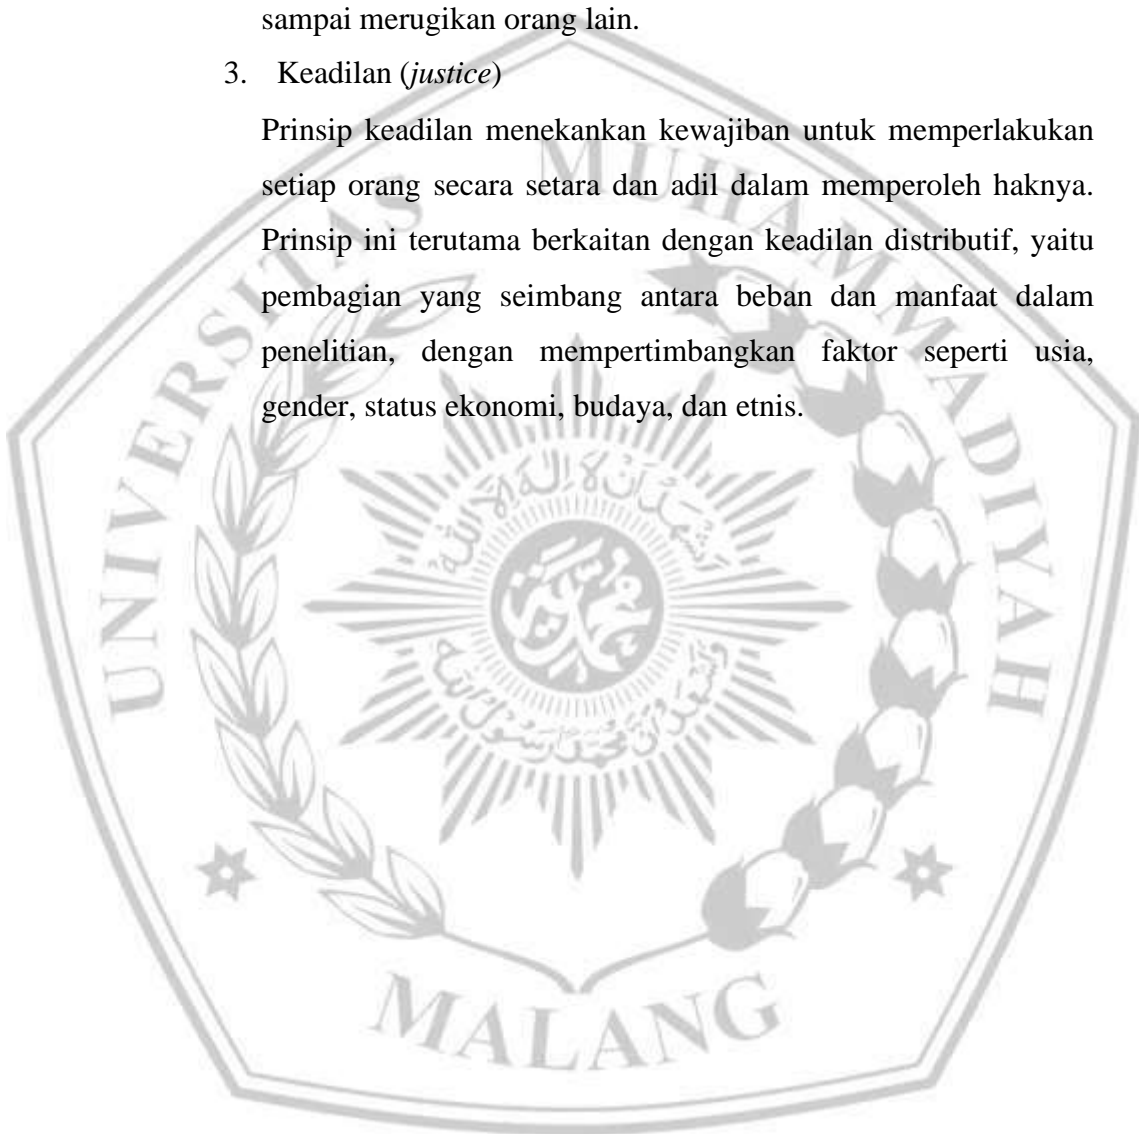 sampai merugikan orang lain.
3. Keadilan (justice)
Prinsip keadilan menekankan kewajiban untuk memperlakukan
setiap orang secara setara dan adil dalam memperoleh haknya.
Prinsip ini terutama berkaitan dengan keadilan distributif, yaitu
pembagian yang seimbang antara beban dan manfaat dalam
penelitian, dengan mempertimbangkan faktor seperti usia,
gender, status ekonomi, budaya, dan etnis.
UNIVERSITAS MUHAMMADIYAH
MALANG